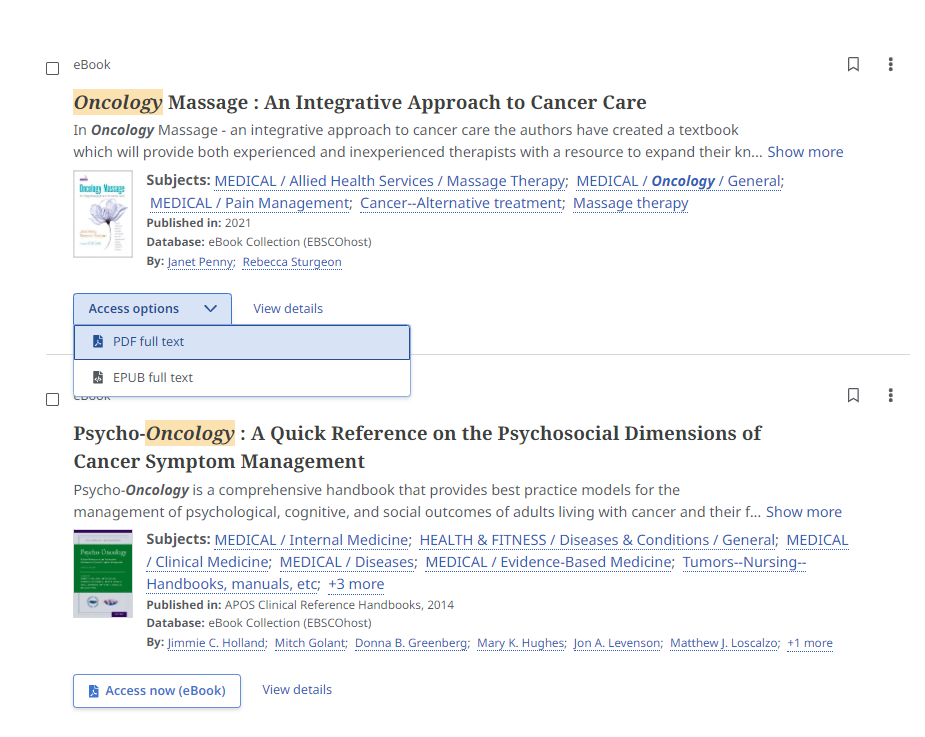 eBook
Oncology Massage : An Integrative Approach to Cancer Care
In Oncology Massage - an integrative approach to cancer care the authors have created a textbook
which will provide both experienced and inexperienced therapists with a resource to expand their kn... Show more
Oncology Massage
Subjects: MEDICAL / Allied Health Services / Massage Therapy; MEDICAL / Oncology / General;
MEDICAL / Pain Management; Cancer--Alternative treatment; Massage therapy
Published in: 2021
Database: eBook Collection (EBSCOhost)
By: Janet Penny; Rebecca Sturgeon
Access options
View details
PDF full text
EPUB full text
eBook
Psycho-Oncology : A Quick Reference on the Psychosocial Dimensions of
Cancer Symptom Management
Psycho-Oncology is a comprehensive handbook that provides best practice models for the
management of psychological, cognitive, and social outcomes of adults living with cancer and their f... Show more
Psycho-Oncology
Subjects: MEDICAL / Internal Medicine; HEALTH & FITNESS / Diseases & Conditions / General; MEDICAL
/ Clinical Medicine; MEDICAL / Diseases; MEDICAL / Evidence-Based Medicine; Tumors--Nursing--
Handbooks, manuals, etc; +3 more
Published in: APOS Clinical Reference Handbooks, 2014
Database: eBook Collection (EBSCOhost)
By: Jimmie C. Holland; Mitch Golant; Donna B. Greenberg; Mary K. Hughes; Jon A. Levenson; Matthew J. Loscalzo; +1 more
Access now (eBook)
View details